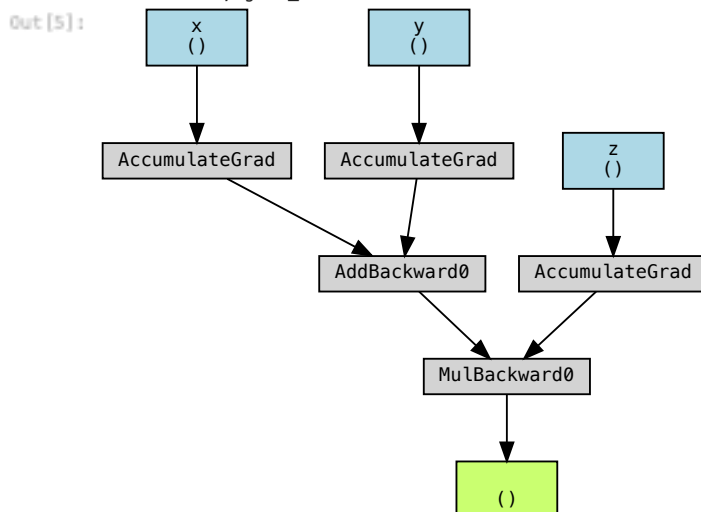 Out[5]:
x
()
y
()
AccumulateGrad
AccumulateGrad
z
()
AddBackward0
AccumulateGrad
MulBackward0
()